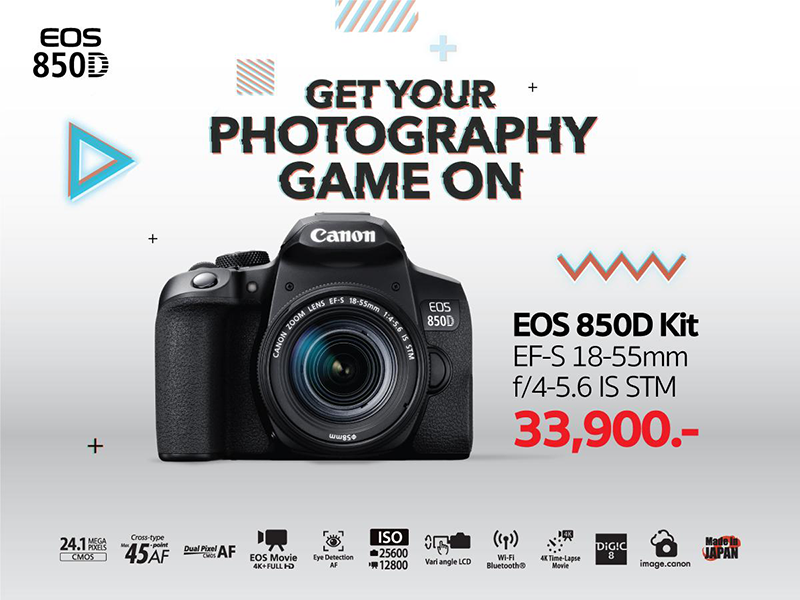 EOS
850D
GET YOUR
PHOTOGRAPHY
GAME ON
Canon
EOS
850D
CANON ZOOM LENS EF-S 18-55mm 1:4-5.6 IS STM
ø58mm
EOS 850D Kit
EF-S 18-55mm
f/4-5.6 IS STM
33,900.-
24.1 MEGA PIXELS
CMOS
Cross-type
Max 45-point AF
Dual Pixel CMOS AF
EOS Movie
4K+FULL HD
Eye Detection
AF
ISO
25600
12800
Vari angle LCD
Wi-Fi
Bluetooth®
4K
4K Time-Lapse
Movie
DIGIC
8
image.canon
Made in
JAPAN